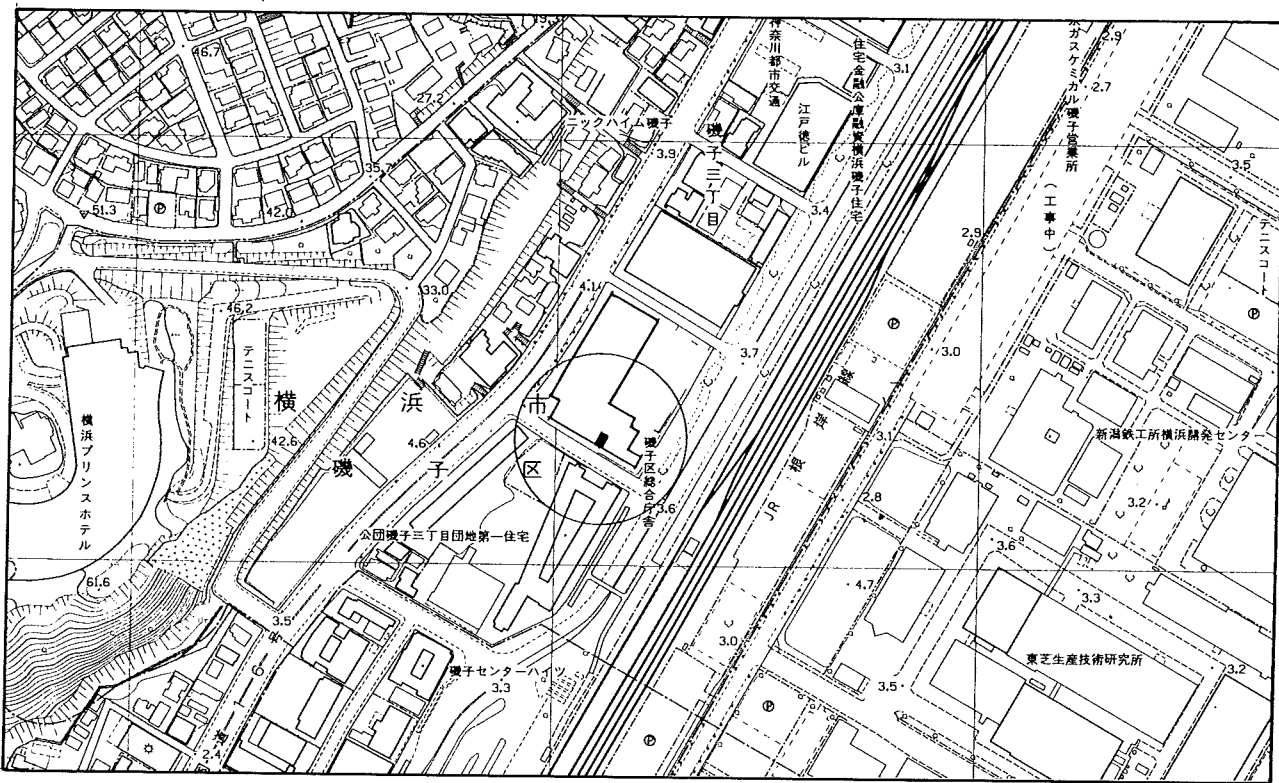 46.7
27.2
35.7
51.3
Ⓟ
42.0
ニックハイム磯子
神奈川都市交通
江戸徳ビル
住宅金融公庫融資横浜磯子住宅
3.1
磯子三丁目
3.9
3.4
ガスケミカル磯子営業所
(工事中)
2.9
2.7
3.5
テニスコート
2.9
46.2
33.0
テニスコート
4.1
3.7
Ⓟ
3.0
Ⓟ
横浜市
磯子区
42.6
4.6
磯子区総合庁舎
3.6
JR根岸線
3.1
2.8
新潟鉄工所横浜開発センター
3.2
横浜プリンスホテル
公団磯子三丁目団地第一住宅
61.6
3.5
4.7
3.6
3.3
磯子センターハイツ
3.3
3.0
3.5
東芝生産技術研究所
3.2
Ⓟ
Ⓟ
2.4